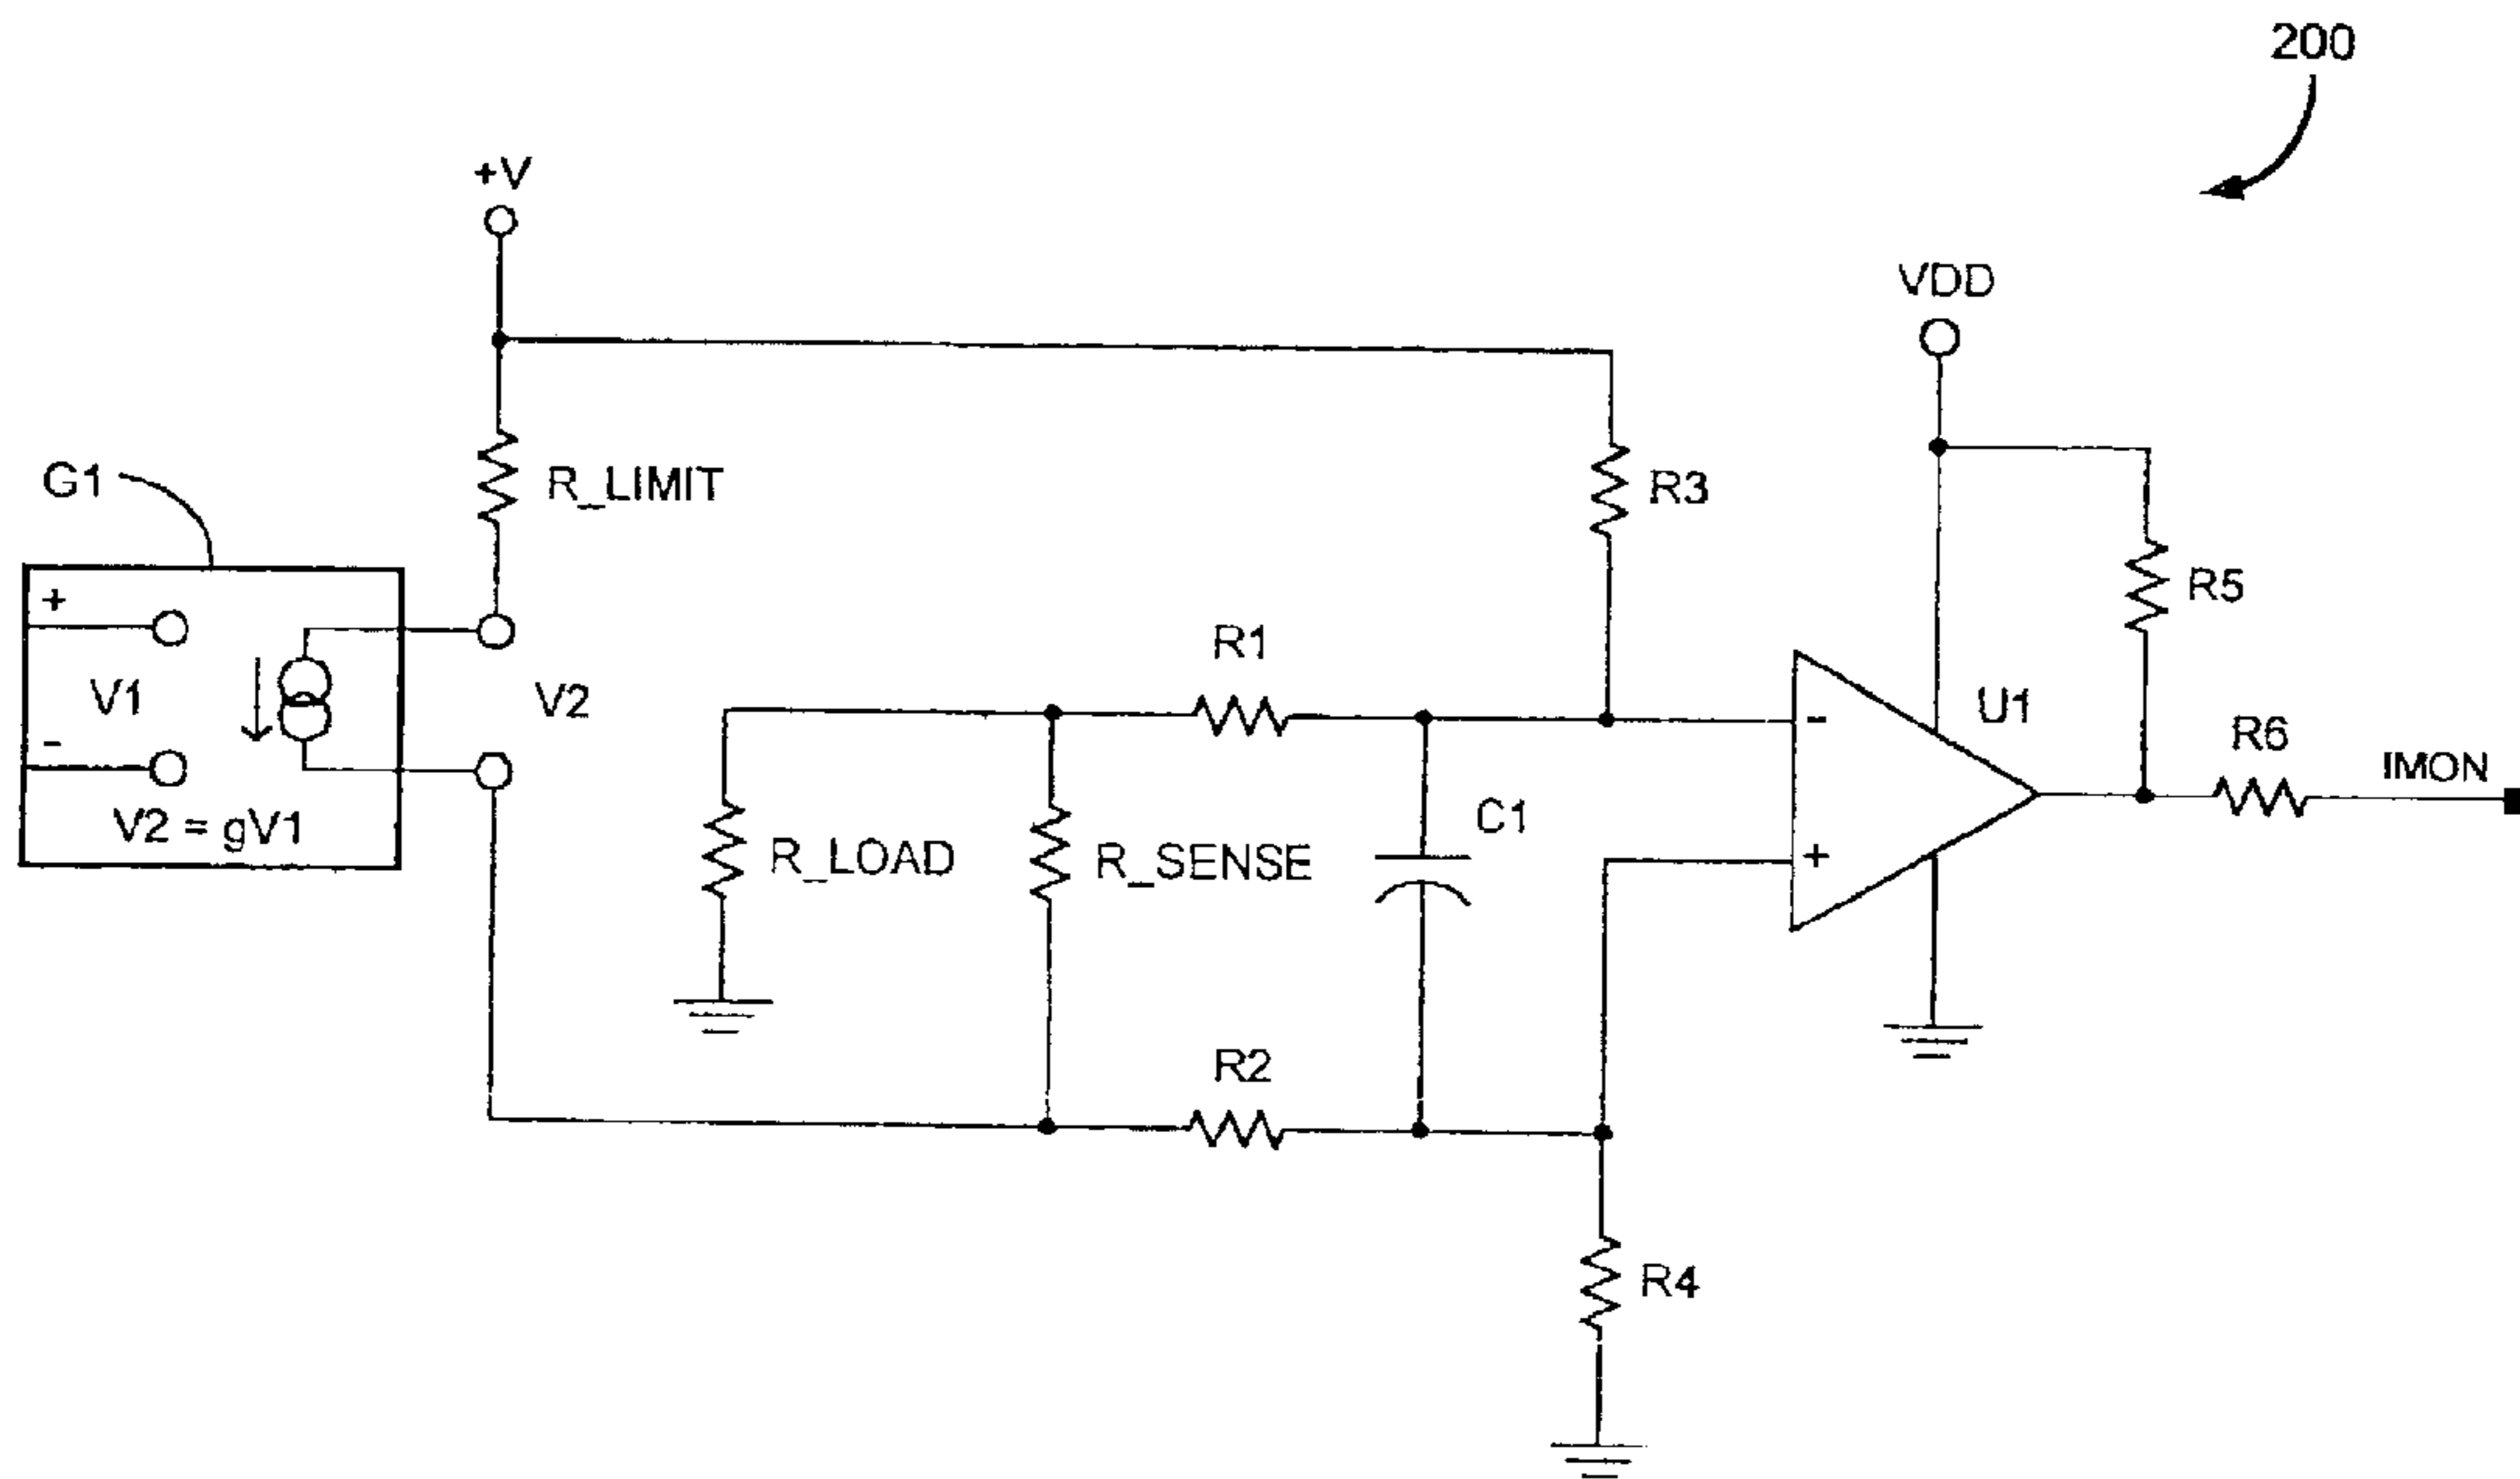 200
+V
VDD
G1
R_LIMIT
R3
R5
+
V1
-
V2 = gV1
V2
R1
-
U1
R6
IMON
C1
+
R_LOAD
R_SENSE
R2
R4